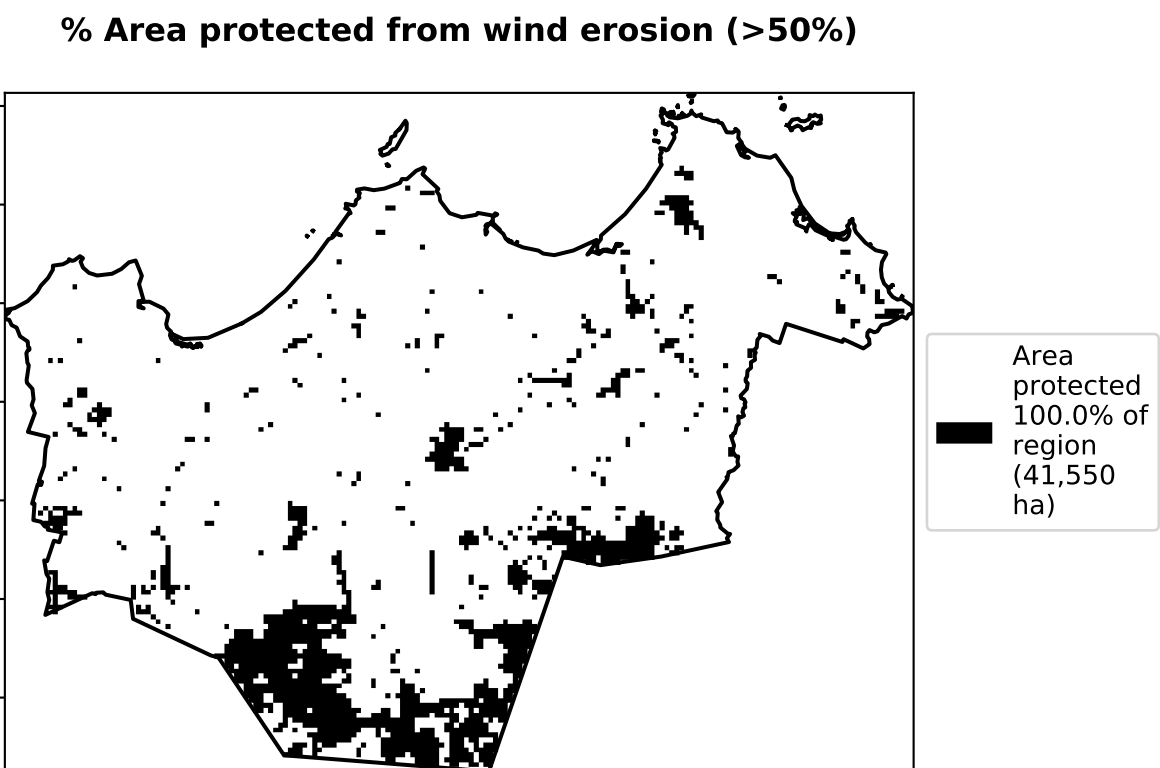 % Area protected from wind erosion (>50%)
Area
protected
100.0% of
region
(41,550
ha)